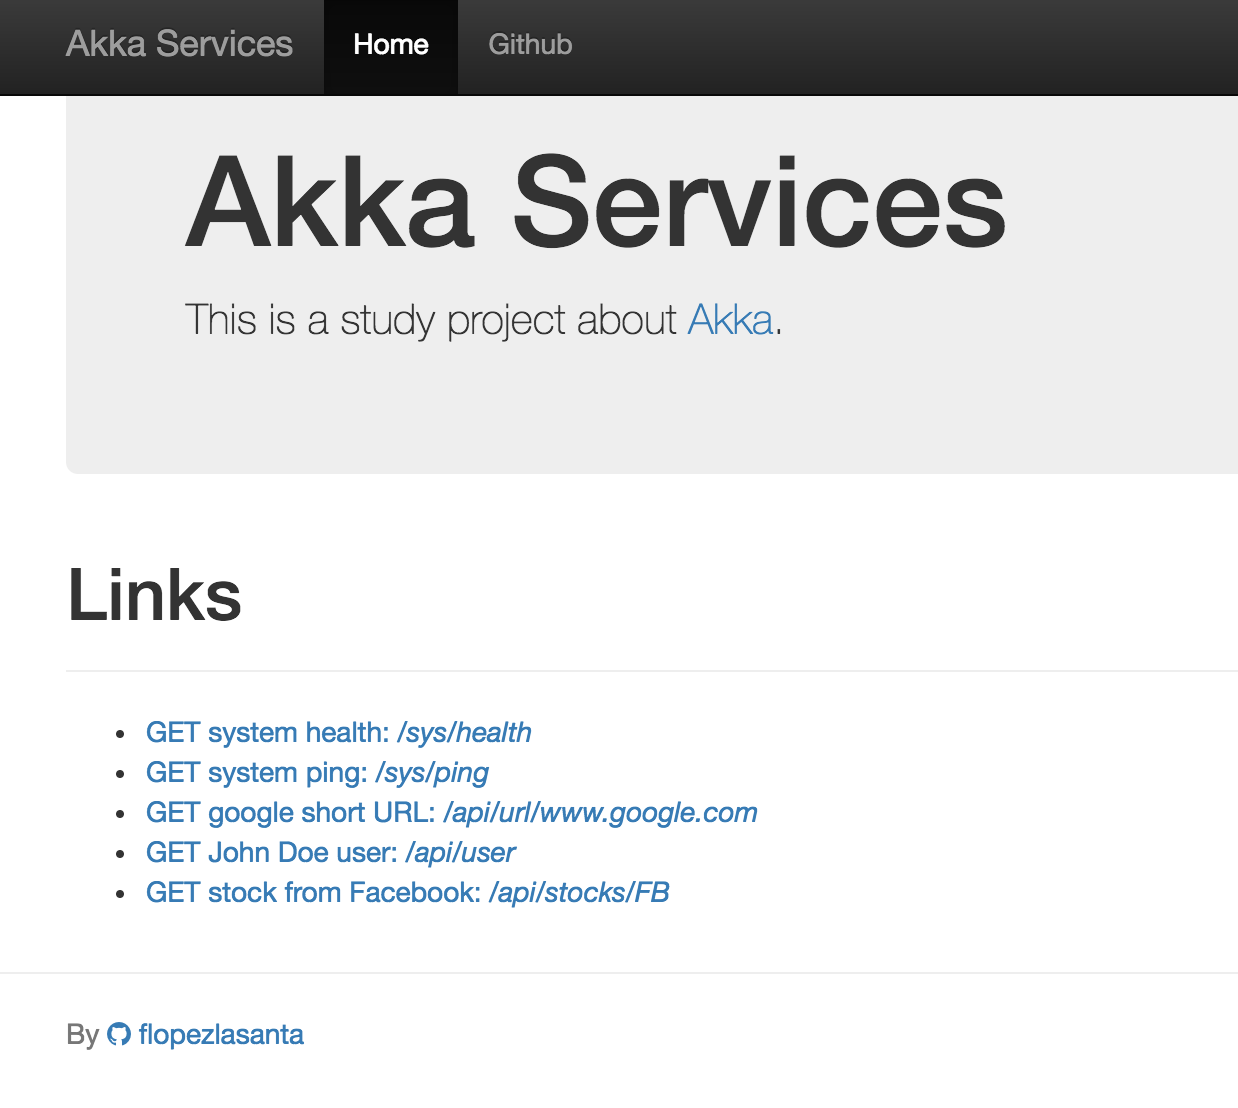 Akka Services Home Github
Akka Services
This is a study project about Akka.
Links
GET system health: /sys/health
GET system ping: /sys/ping
GET google short URL: /api/url/www.google.com
GET John Doe user: /api/user
GET stock from Facebook: /api/stocks/FB
By flopezlasanta